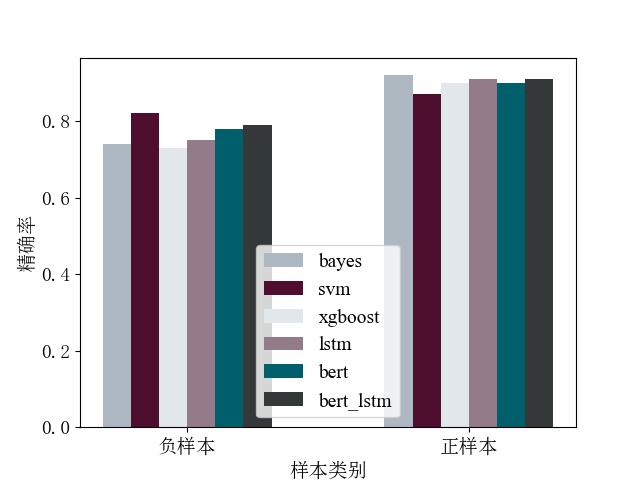 0.8
0.6
0.4
0.2
0.0
精确率
bayes
svm
xgboost
lstm
bert
bert_lstm
负样本
正样本
样本类别